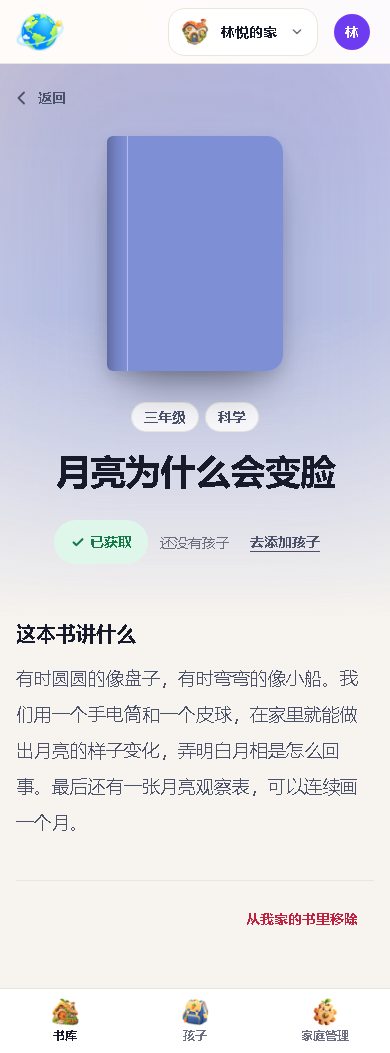 林悦的家
林
返回
三年级
科学
月亮为什么会变脸
已获取
还没有孩子
去添加孩子
这本书讲什么
有时圆圆的像盘子，有时弯弯的像小船。我
们用一个手电筒和一个皮球，在家里就能做
出月亮的样子变化，弄明白月相是怎么回
事。最后还有一张月亮观察表，可以连续画
一个月。
从我家的书里移除
书库
孩子
家庭管理